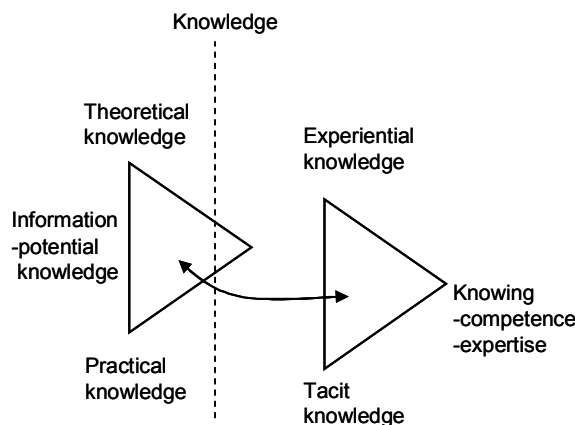 Knowledge
Theoretical
knowledge
Experiential
knowledge
Information
-potential
knowledge
Knowing
-competence
-expertise
Practical
knowledge
Tacit
knowledge